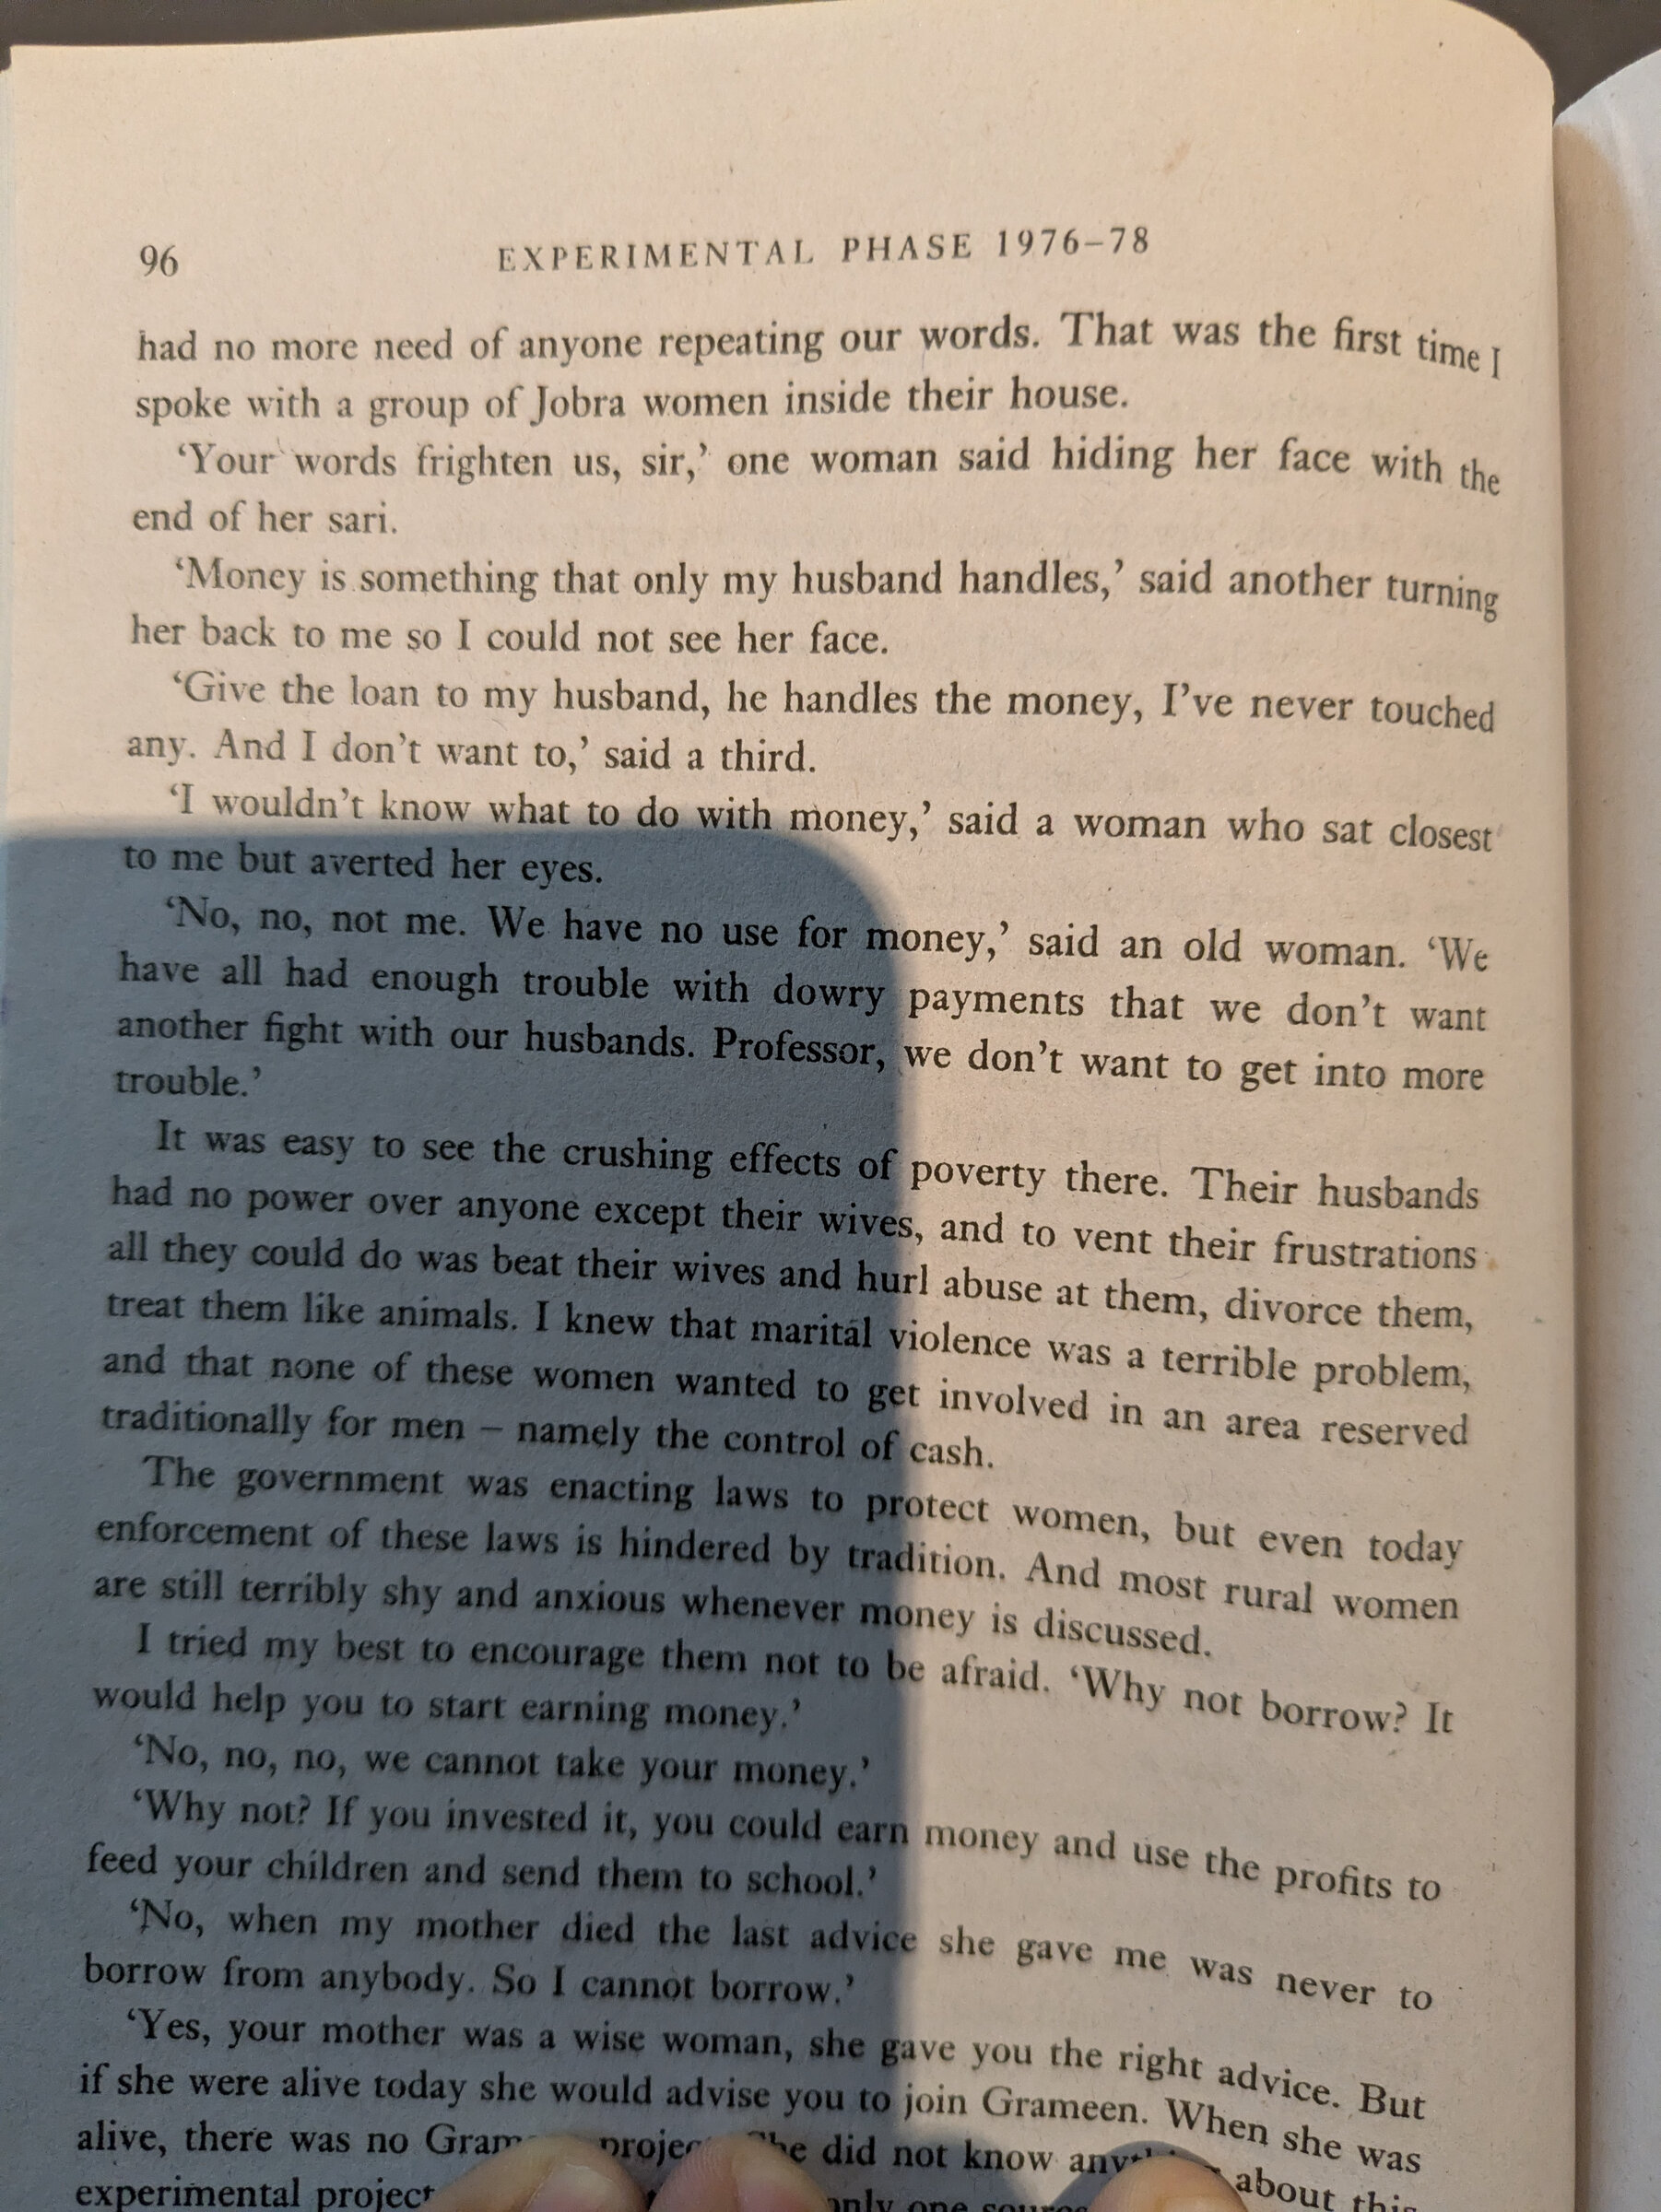 96 EXPERIMENTAL PHASE 1976–78
had no more need of anyone repeating our words. That was the first time I
spoke with a group of Jobra women inside their house.
‘Your words frighten us, sir,’ one woman said hiding her face with the
end of her sari.
‘Money is something that only my husband handles,’ said another turning
her back to me so I could not see her face.
‘Give the loan to my husband, he handles the money, I’ve never touched
any. And I don’t want to,’ said a third.
‘I wouldn’t know what to do with money,’ said a woman who sat closest
to me but averted her eyes.
‘No, no, not me. We have no use for money,’ said an old woman. ‘We
have all had enough trouble with dowry payments that we don’t want
another fight with our husbands. Professor, we don’t want to get into more
trouble.’
It was easy to see the crushing effects of poverty there. Their husbands
had no power over anyone except their wives, and to vent their frustrations
all they could do was beat their wives and hurl abuse at them, divorce them,
treat them like animals. I knew that marital violence was a terrible problem,
and that none of these women wanted to get involved in an area reserved
traditionally for men – namely the control of cash.
The government was enacting laws to protect women, but even today
enforcement of these laws is hindered by tradition. And most rural women
are still terribly shy and anxious whenever money is discussed.
I tried my best to encourage them not to be afraid. ‘Why not borrow? It
would help you to start earning money.’
‘No, no, no, we cannot take your money.’
‘Why not? If you invested it, you could earn money and use the profits to
feed your children and send them to school.’
‘No, when my mother died the last advice she gave me was never to
borrow from anybody. So I cannot borrow.’
‘Yes, your mother was a wise woman, she gave you the right advice. But
if she were alive today she would advise you to join Grameen. When she was
alive, there was no did not know about this
experimental project only one